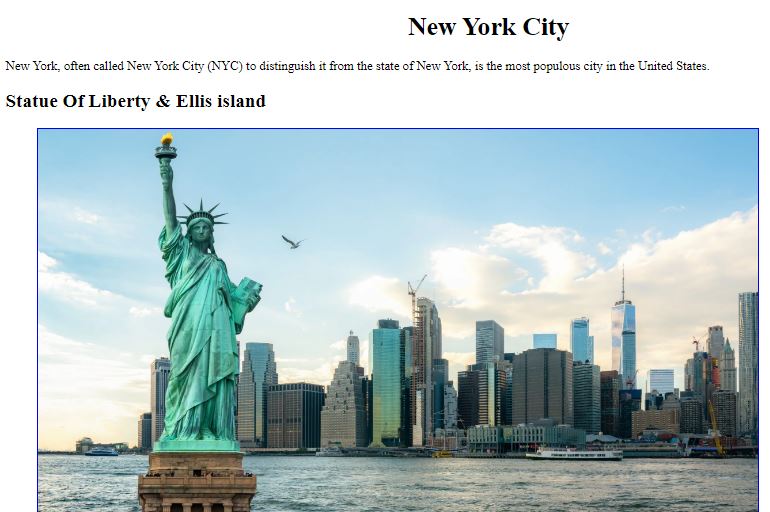 New York City
New York, often called New York City (NYC) to distinguish it from the state of New York, is the most populous city in the United States.
Statue Of Liberty & Ellis island